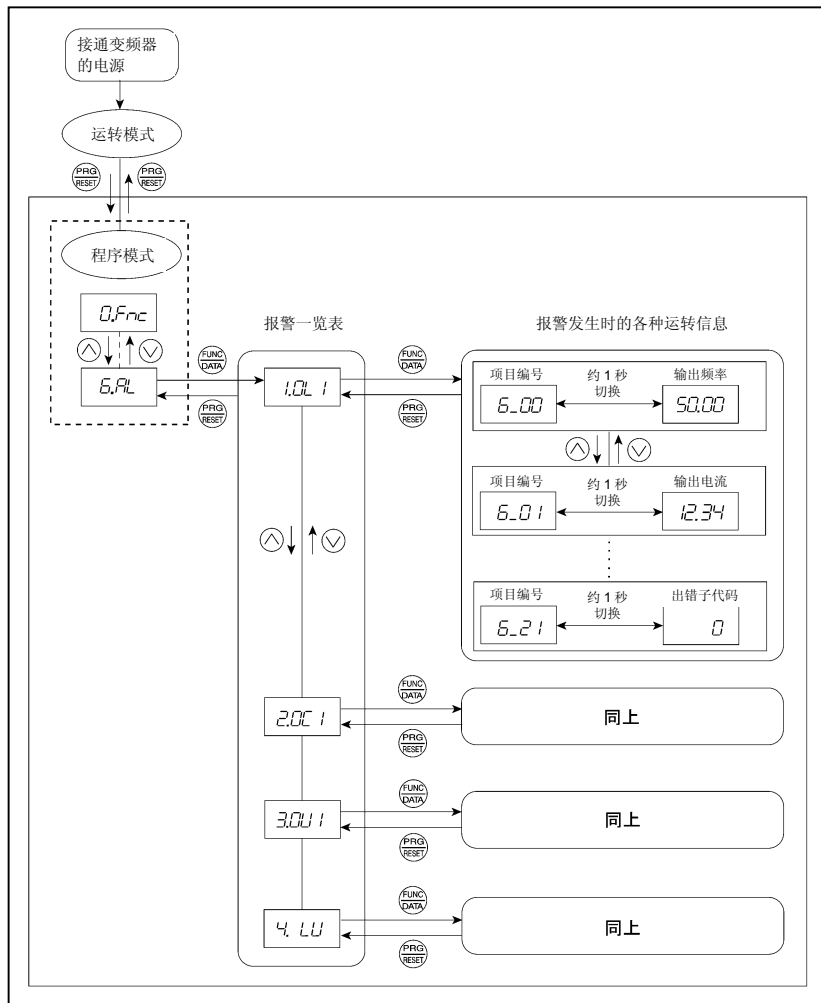 接通变频器
的电源
运转模式
PRG
RESET
PRG
RESET
程序模式
0.Fnc
6.AL
FUNC
DATA
PRG
RESET
报警一览表
1.OL1
FUNC
DATA
PRG
RESET
报警发生时的各种运转信息
项目编号
约 1 秒
切换
输出频率
6_00
50.00
项目编号
约 1 秒
切换
输出电流
6_01
12.34
项目编号
约 1 秒
切换
出错子代码
6_21
0
2.OC1
FUNC
DATA
PRG
RESET
同上
3.OU1
FUNC
DATA
PRG
RESET
同上
4. LU
FUNC
DATA
PRG
RESET
同上